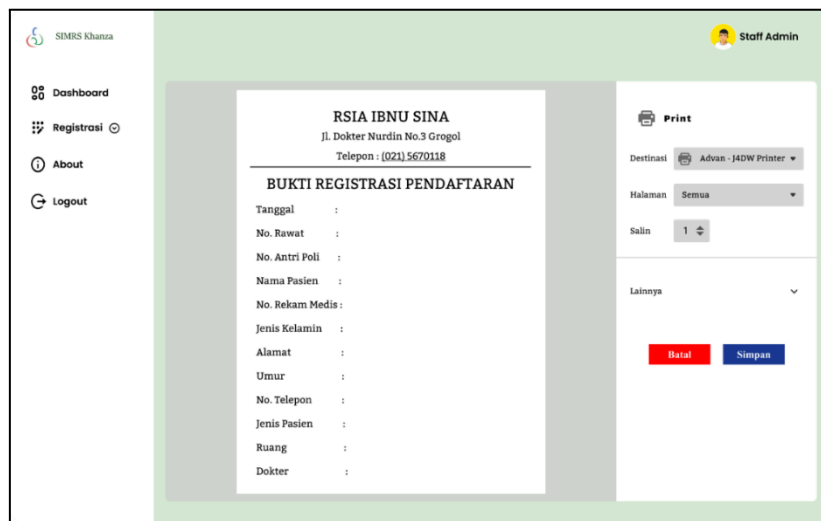 SIMRS Khanza
Staff Admin
Dashboard
Registrasi
About
Logout
RSIA IBNU SINA
Jl. Dokter Nurdin No.3 Grogol
Telepon : (021) 5670118
BUKTI REGISTRASI PENDAFTARAN
Tanggal :
No. Rawat :
No. Antri Poli :
Nama Pasien :
No. Rekam Medis :
Jenis Kelamin :
Alamat :
Umur :
No. Telepon :
Jenis Pasien :
Ruang :
Dokter :
Print
Destinasi Advan - J4DW Printer
Halaman Semua
Salin 1
Lainnya
Batal Simpan